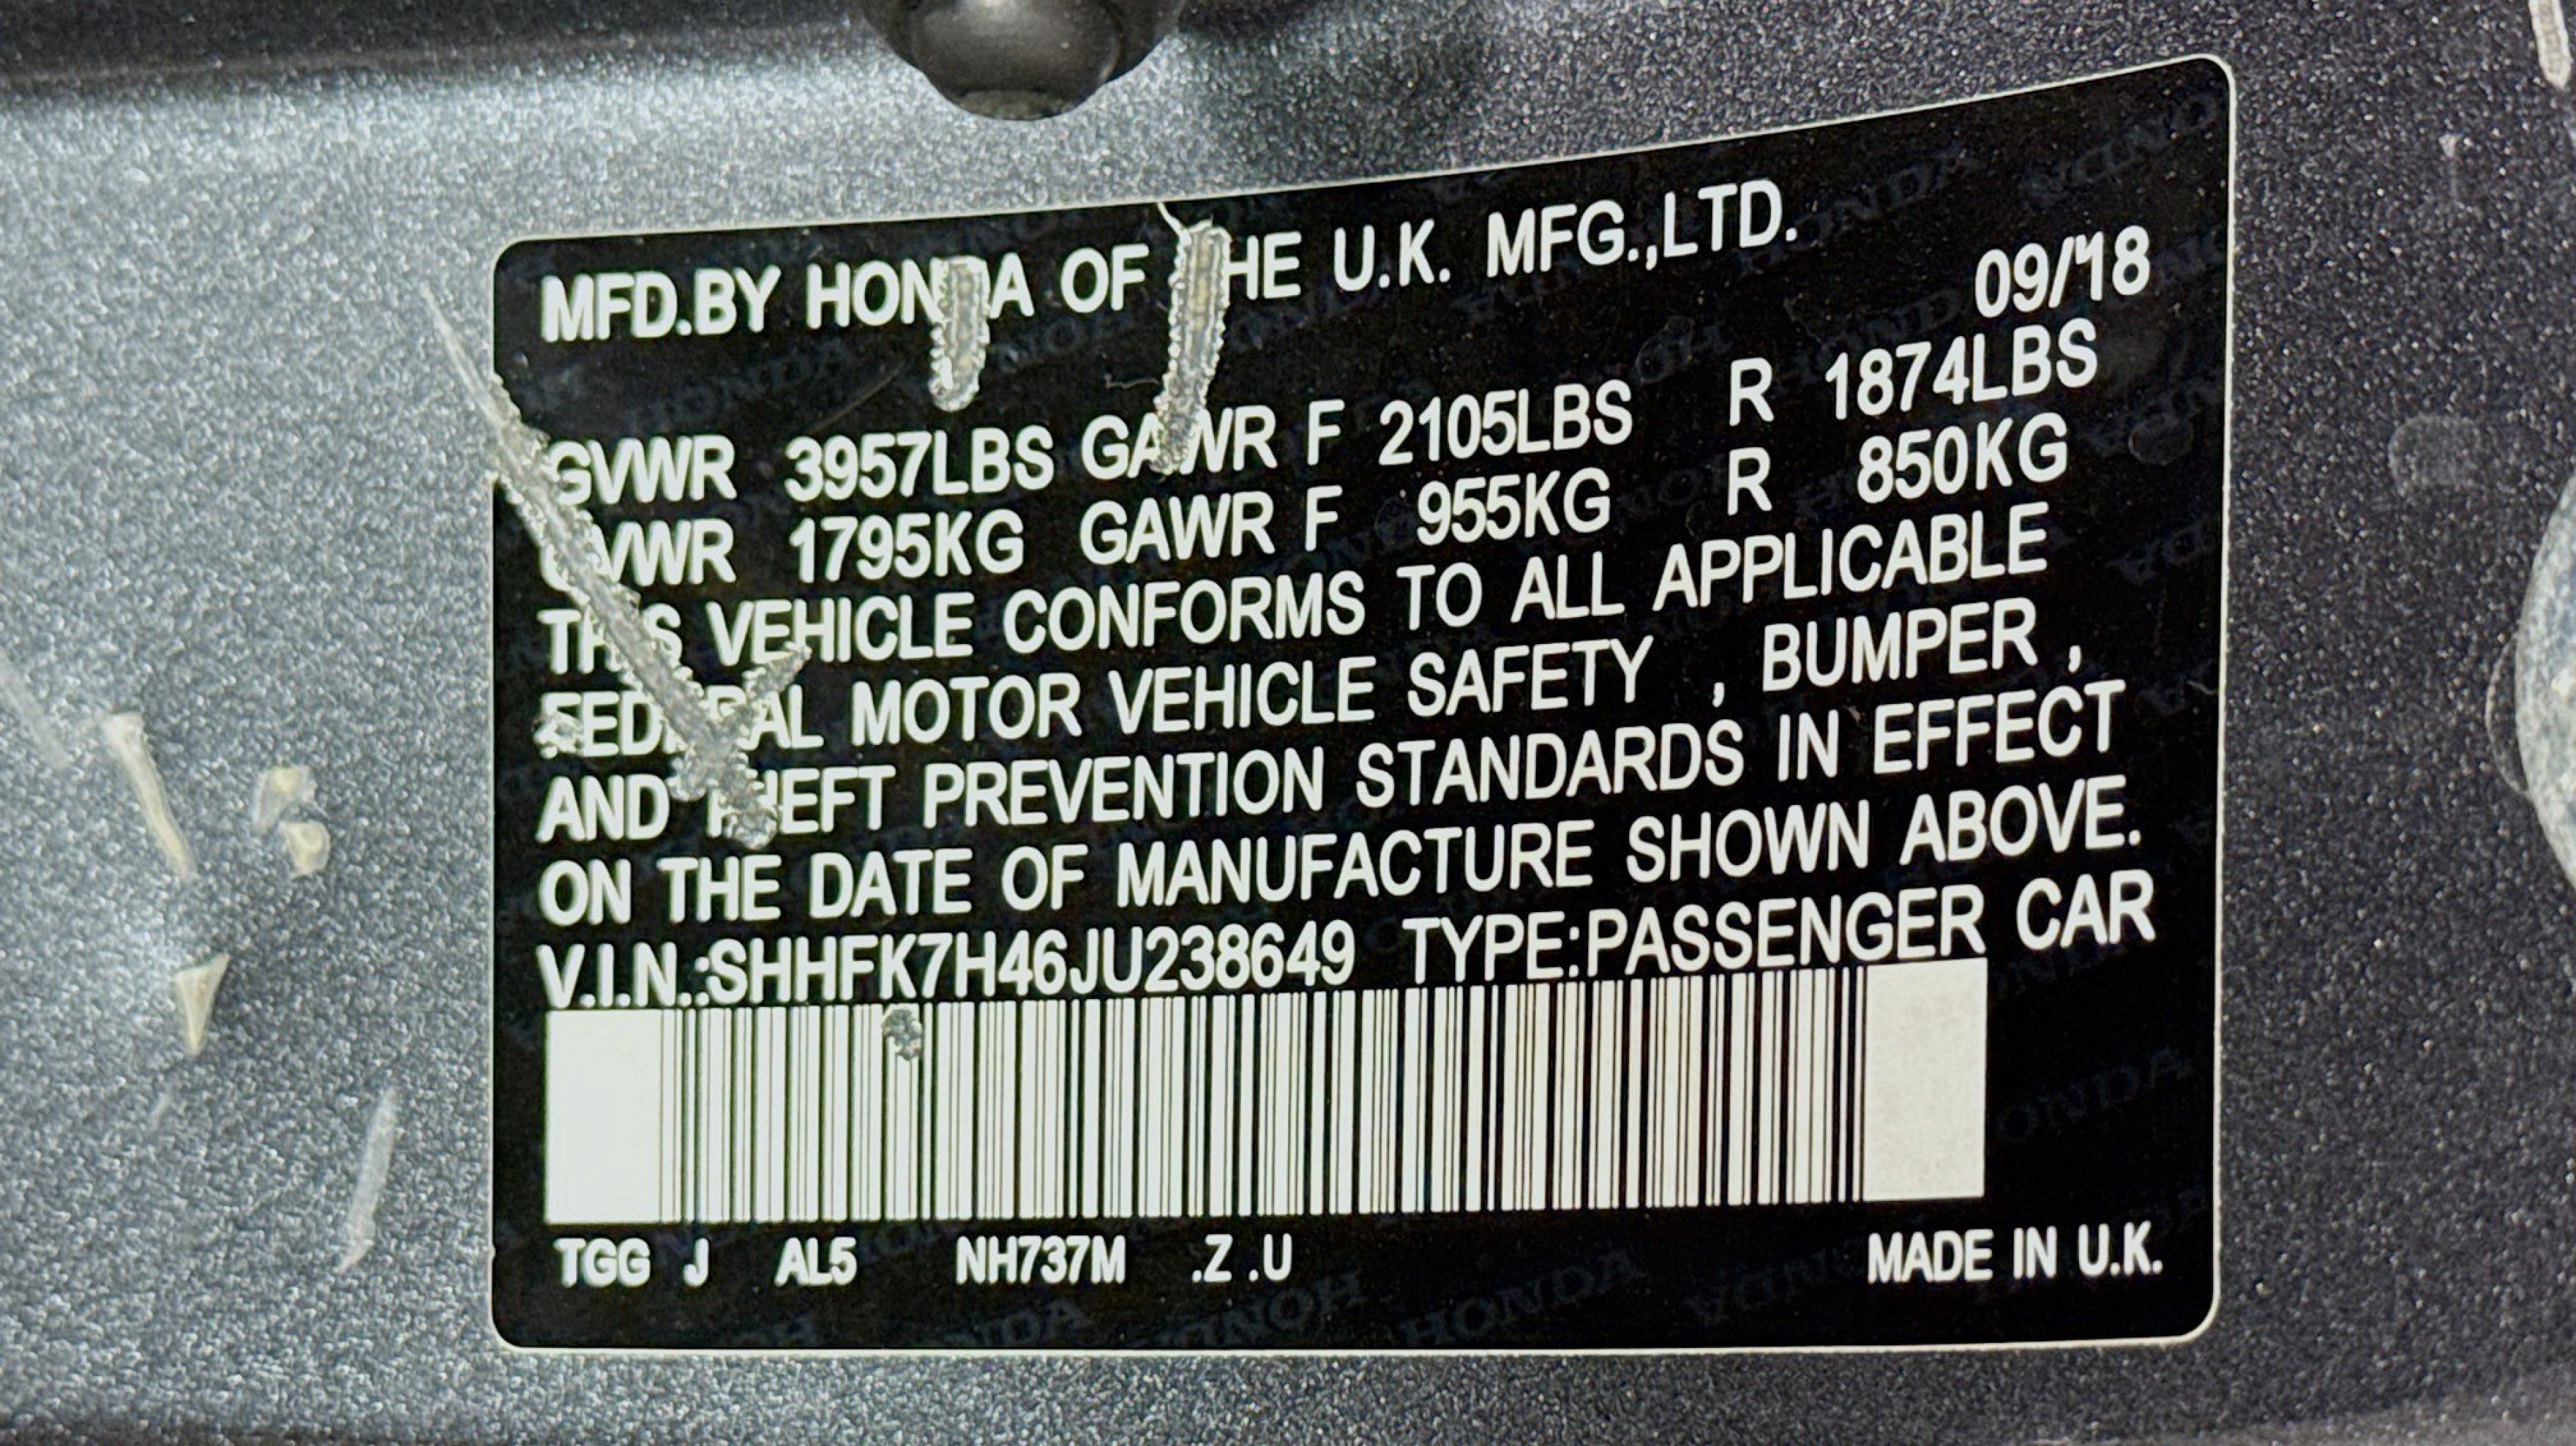 MFD.BY HONDA OF THE U.K. MFG.,LTD.
09/'18
GVWR 3957LBS GAWR F 2105LBS R 1874LBS
GVWR 1795KG GAWR F 955KG R 850KG
THIS VEHICLE CONFORMS TO ALL APPLICABLE
FEDERAL MOTOR VEHICLE SAFETY , BUMPER ,
AND THEFT PREVENTION STANDARDS IN EFFECT
ON THE DATE OF MANUFACTURE SHOWN ABOVE.
V.I.N.:SHHFK7H46JU238649 TYPE:PASSENGER CAR
TGG J AL5 NH737M .Z .U MADE IN U.K.